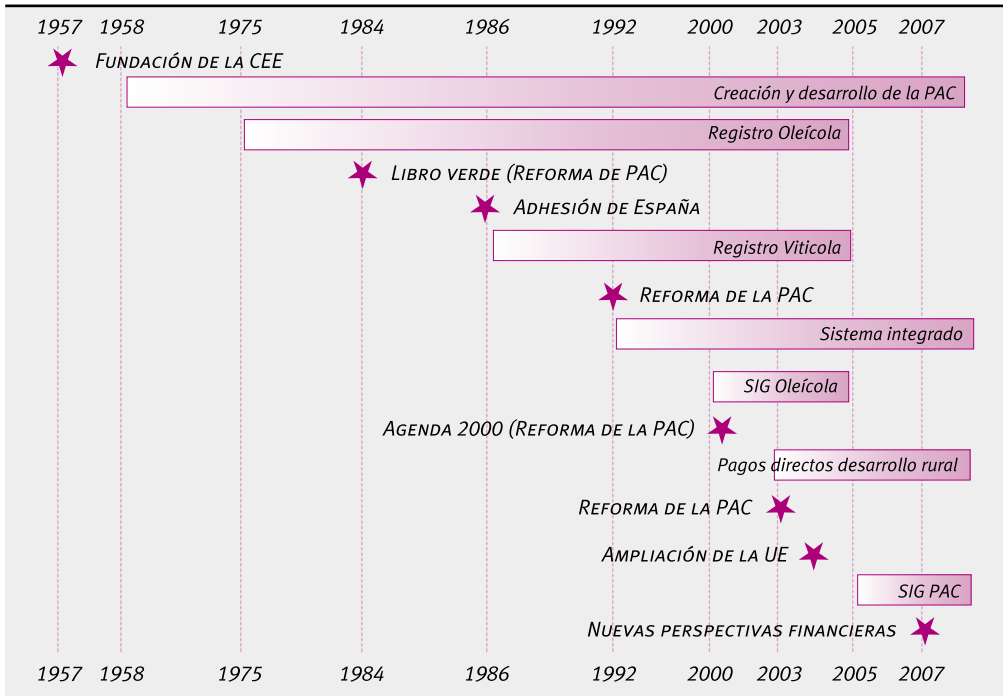 1957 1958 1975 1984 1986 1992 2000 2003 2005 2007
Fundación de la CEE
Creación y desarrollo de la PAC
Registro Oleícola
Libro verde (Reforma de PAC)
Adhesión de España
Registro Viticola
Reforma de la PAC
Sistema integrado
SIG Oleícola
Agenda 2000 (Reforma de la PAC)
Pagos directos desarrollo rural
Reforma de la PAC
Ampliación de la UE
SIG PAC
Nuevas perspectivas financieras
1957 1958 1975 1984 1986 1992 2000 2003 2005 2007